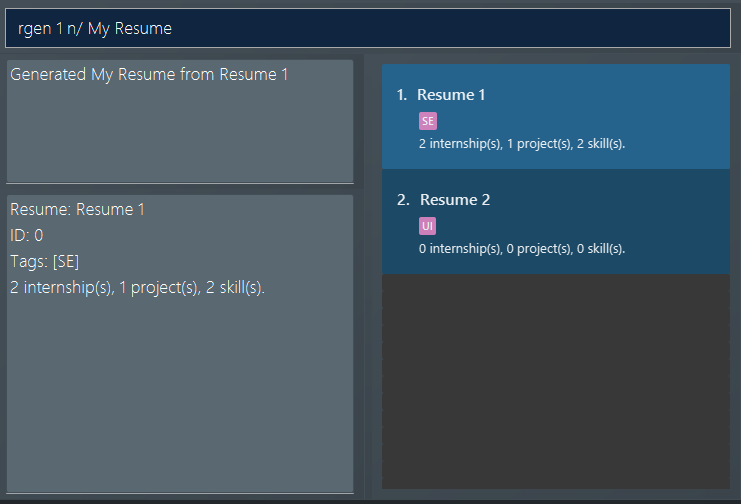 rgen 1 n/ My Resume
Generated My Resume from Resume 1
Resume: Resume 1
ID: 0
Tags: [SE]
2 internship(s), 1 project(s), 2 skill(s).
1. Resume 1
SE
2 internship(s), 1 project(s), 2 skill(s).
2. Resume 2
UI
0 internship(s), 0 project(s), 0 skill(s).